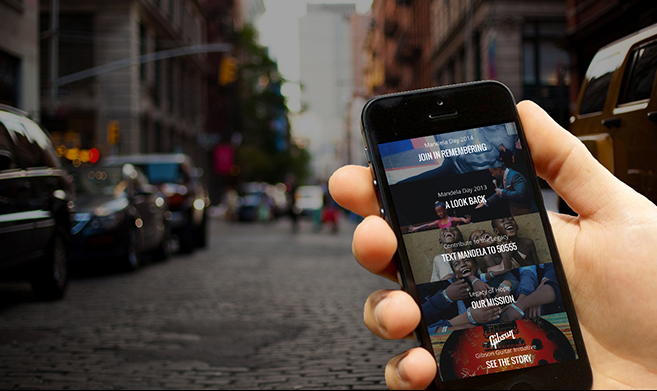 Mandela Day 2014
JOIN IN REMEMBERING
Mandela Day 2013
A LOOK BACK
Contribute to the Legacy
TEXT MANDELA TO 50555
Legacy of Hope
OUR MISSION
Gibson
Gibson Guitar Initiative
SEE THE STORY